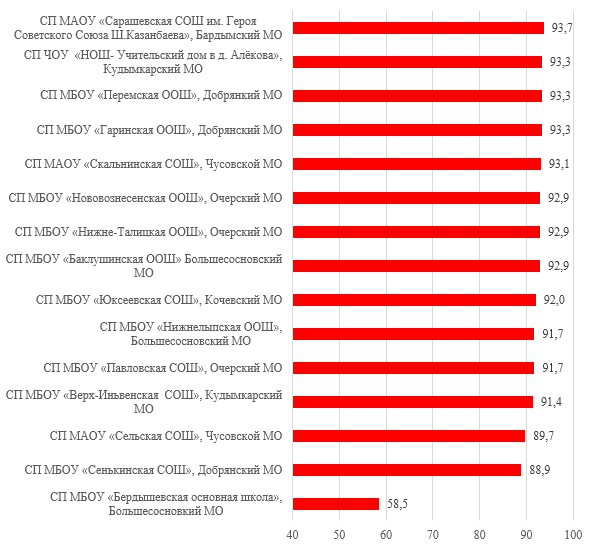 СП МАОУ «Сарашевская СОШ им. Героя
Советского Союза Ш.Казанбаева», Бардымский МО
93,7
СП ЧОУ «НОШ- Учительский дом в д. Алёкова»,
Кудымкарский МО
93,3
СП МБОУ «Перемская ООШ», Добрянкий МО
93,3
СП МБОУ «Гаринская ООШ», Добрянский МО
93,3
СП МАОУ «Скальнинская СОШ», Чусовской МО
93,1
СП МБОУ «Нововознесенская ООШ», Очерский МО
92,9
СП МБОУ «Нижне-Талицкая ООШ», Очерский МО
92,9
СП МБОУ «Баклушинская ООШ» Большесосновский
МО
92,9
СП МБОУ «Юксеевская СОШ», Кочевский МО
92,0
СП МБОУ «Нижнелыпская ООШ»,
Большесосновский МО
91,7
СП МБОУ «Павловская СОШ», Очерский МО
91,7
СП МБОУ «Верх-Иньвенская СОШ», Кудымкарский
МО
91,4
СП МАОУ «Сельская СОШ», Чусовской МО
89,7
СП МБОУ «Сенькинская СОШ», Добрянский МО
88,9
СП МБОУ «Бердышевская основная школа»,
Большесосновкий МО
58,5
40 50 60 70 80 90 100